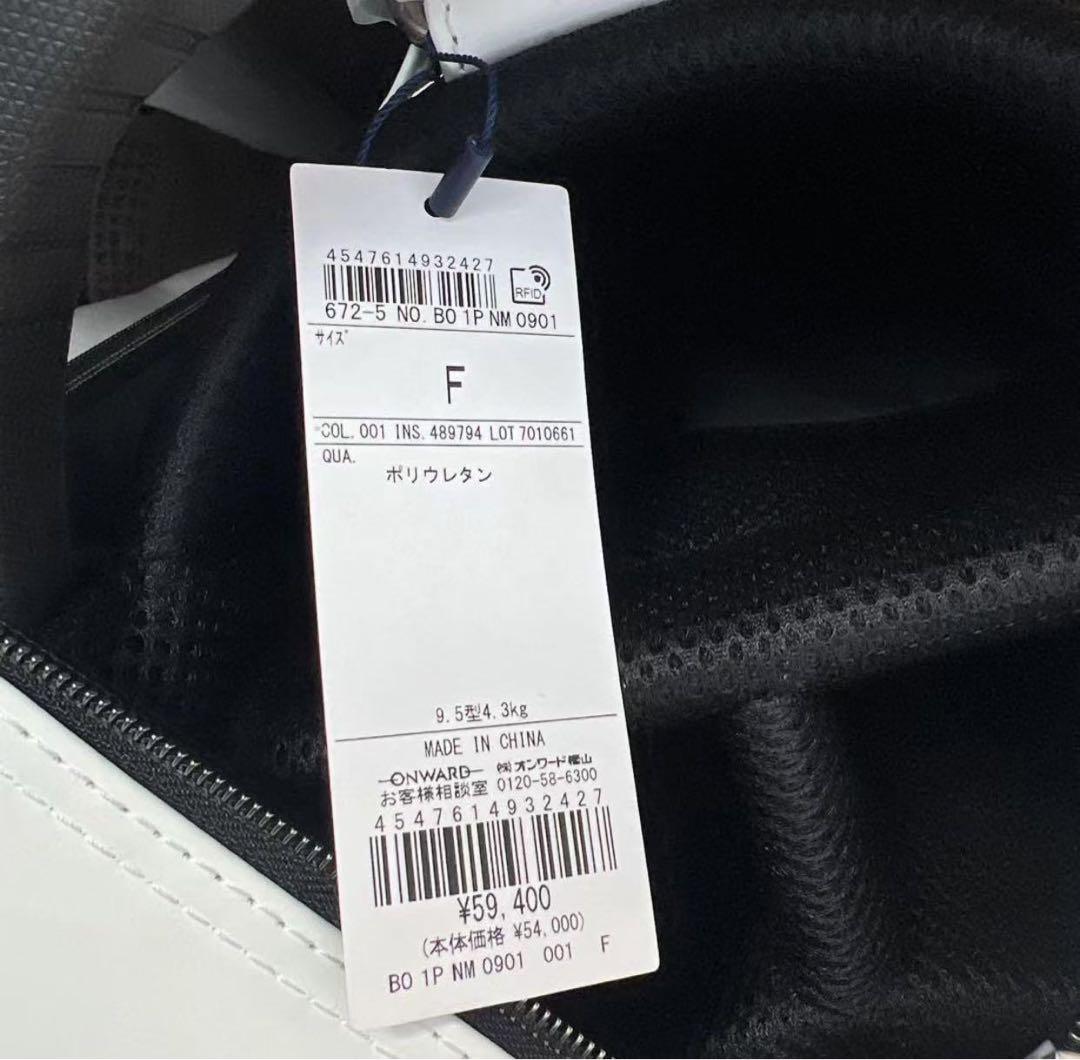 4547614932427
RFID
672-5 NO. BO 1P NM 0901
サイズ
F
COL. 001 INS. 489794 LOT 7010661
QUA.
ポリウレタン
9.5型4.3kg
MADE IN CHINA
ONWARD ㈱オンワード樫山
お客様相談室 0120-58-6300
4547614932427
¥59,400
(本体価格 ¥54,000)
BO 1P NM 0901 001 F